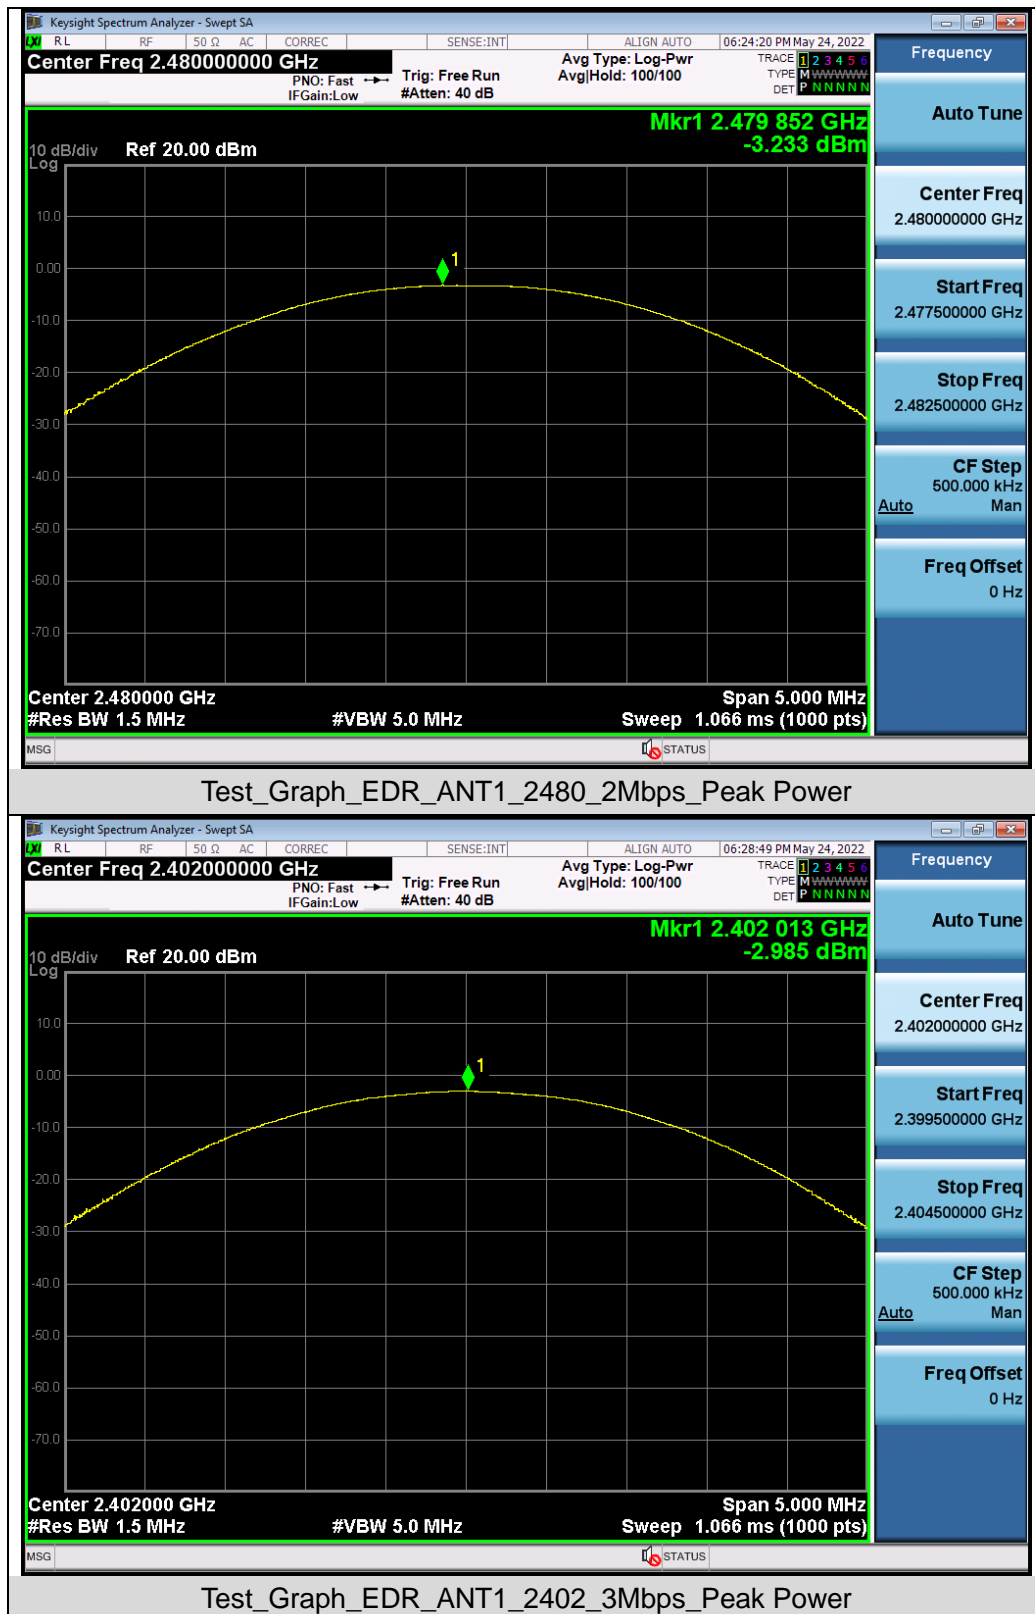 Keysight Spectrum Analyzer - Swept SA
LXI RL RF 50 Ω AC CORREC SENSE:INT ALIGN AUTO 06:24:20 PM May 24, 2022
Center Freq 2.480000000 GHz
PNO: Fast
IFGain:Low
Trig: Free Run
#Atten: 40 dB
Avg Type: Log-Pwr
Avg|Hold: 100/100
TRACE 1 2 3 4 5 6
TYPE M WWWWW
DET P N N N N N
Mkr1 2.479 852 GHz
-3.233 dBm
10 dB/div Ref 20.00 dBm
Log
1
10.0
0.00
-10.0
-20.0
-30.0
-40.0
-50.0
-60.0
-70.0
Center 2.480000 GHz Span 5.000 MHz
#Res BW 1.5 MHz #VBW 5.0 MHz Sweep 1.066 ms (1000 pts)
MSG STATUS
Frequency
Auto Tune
Center Freq
2.480000000 GHz
Start Freq
2.477500000 GHz
Stop Freq
2.482500000 GHz
CF Step
500.000 kHz
Auto Man
Freq Offset
0 Hz
Test_Graph_EDR_ANT1_2480_2Mbps_Peak Power
Keysight Spectrum Analyzer - Swept SA
LXI RL RF 50 Ω AC CORREC SENSE:INT ALIGN AUTO 06:28:49 PM May 24, 2022
Center Freq 2.402000000 GHz
PNO: Fast
IFGain:Low
Trig: Free Run
#Atten: 40 dB
Avg Type: Log-Pwr
Avg|Hold: 100/100
TRACE 1 2 3 4 5 6
TYPE M WWWWW
DET P N N N N N
Mkr1 2.402 013 GHz
-2.985 dBm
10 dB/div Ref 20.00 dBm
Log
1
10.0
0.00
-10.0
-20.0
-30.0
-40.0
-50.0
-60.0
-70.0
Center 2.402000 GHz Span 5.000 MHz
#Res BW 1.5 MHz #VBW 5.0 MHz Sweep 1.066 ms (1000 pts)
MSG STATUS
Frequency
Auto Tune
Center Freq
2.402000000 GHz
Start Freq
2.399500000 GHz
Stop Freq
2.404500000 GHz
CF Step
500.000 kHz
Auto Man
Freq Offset
0 Hz
Test_Graph_EDR_ANT1_2402_3Mbps_Peak Power